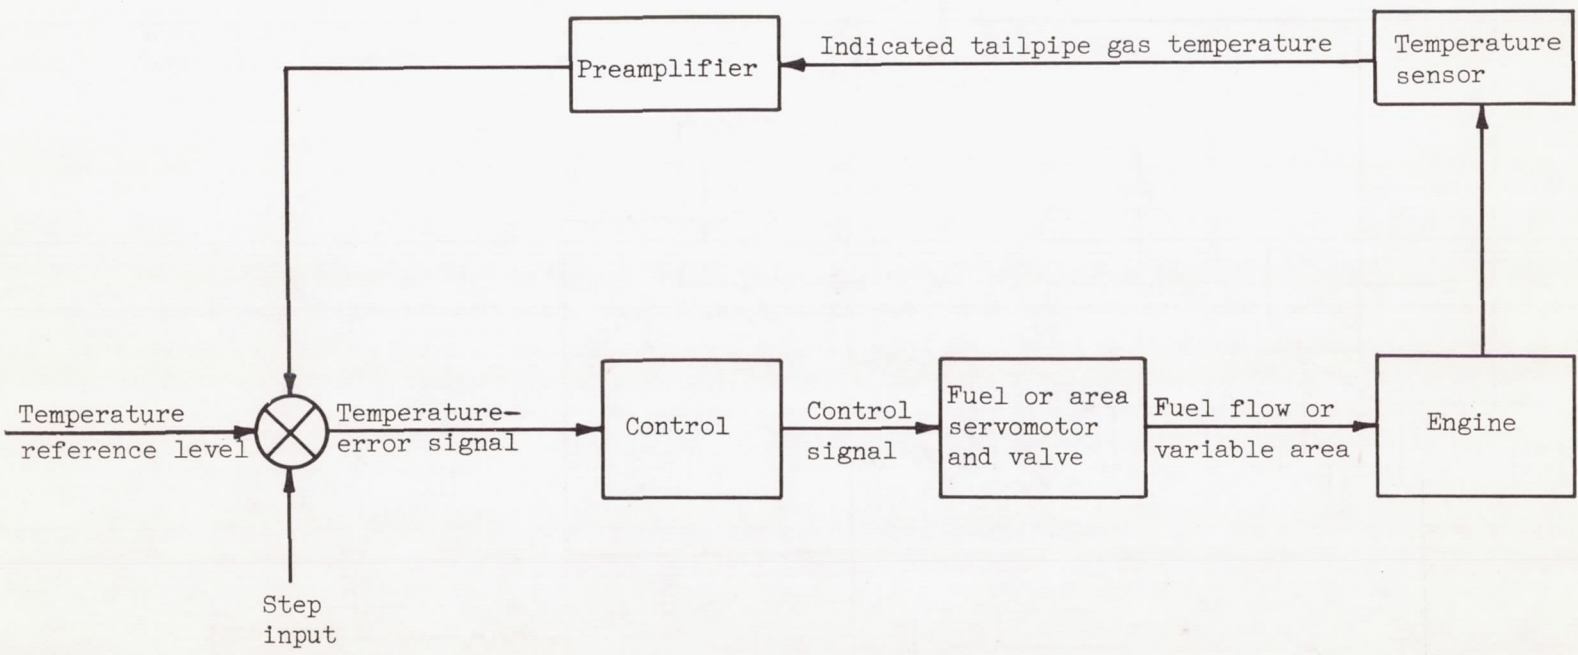 Preamplifier
Indicated tailpipe gas temperature
Temperature
sensor
Temperature
reference level
Temperature-
error signal
Control
Control
signal
Fuel or area
servomotor
and valve
Fuel flow or
variable area
Engine
Step
input